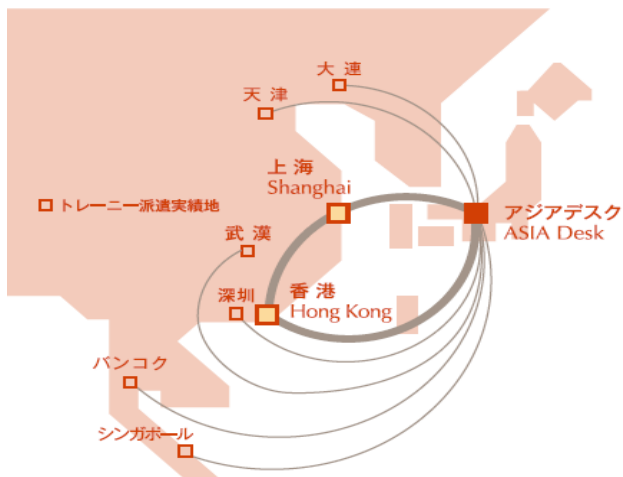 大連
天津
上海
Shanghai
トレーニー派遣実績地
アジアデスク
ASIA Desk
武漢
深圳
香港
Hong Kong
バンコク
シンガポール